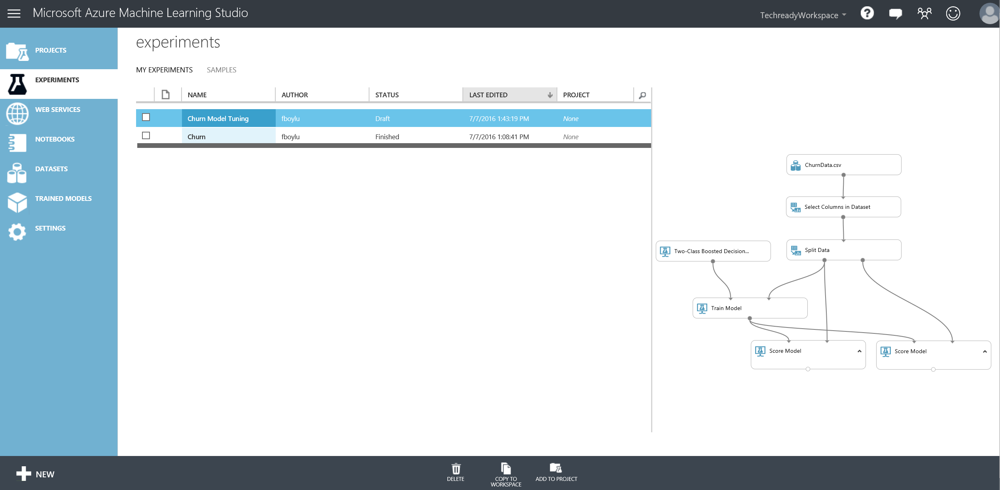 Microsoft Azure Machine Learning Studio
TechreadyWorkspace
PROJECTS
EXPERIMENTS
WEB SERVICES
NOTEBOOKS
DATASETS
TRAINED MODELS
SETTINGS
experiments
MY EXPERIMENTS SAMPLES
NAME AUTHOR STATUS LAST EDITED PROJECT
Churn Model Tuning fboylu Draft 7/7/2016 1:43:19 PM None
Churn fboylu Finished 7/7/2016 1:08:41 PM None
ChurnData.csv
Select Columns in Dataset
Two-Class Boosted Decision...
Split Data
Train Model
Score Model
Score Model
NEW
DELETE
COPY TO
WORKSPACE
ADD TO PROJECT